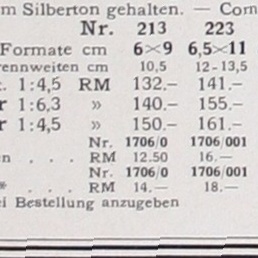 m Silberton gehalten. — Com
Nr. 213 223
Formate cm 6×9 6,5×11
rennweiten cm 10,5 12-13,5
. 1:4,5 RM 132.– 141.–
r 1:6,3 » 140.– 155.–
r 1:4,5 » 150.– 161.–
Nr. 1706/0 1706/001
n . . . RM 12.50 16.—
Nr. 1706/0 1706/001
* . . . RM 14.— 18.—
ei Bestellung anzugeben